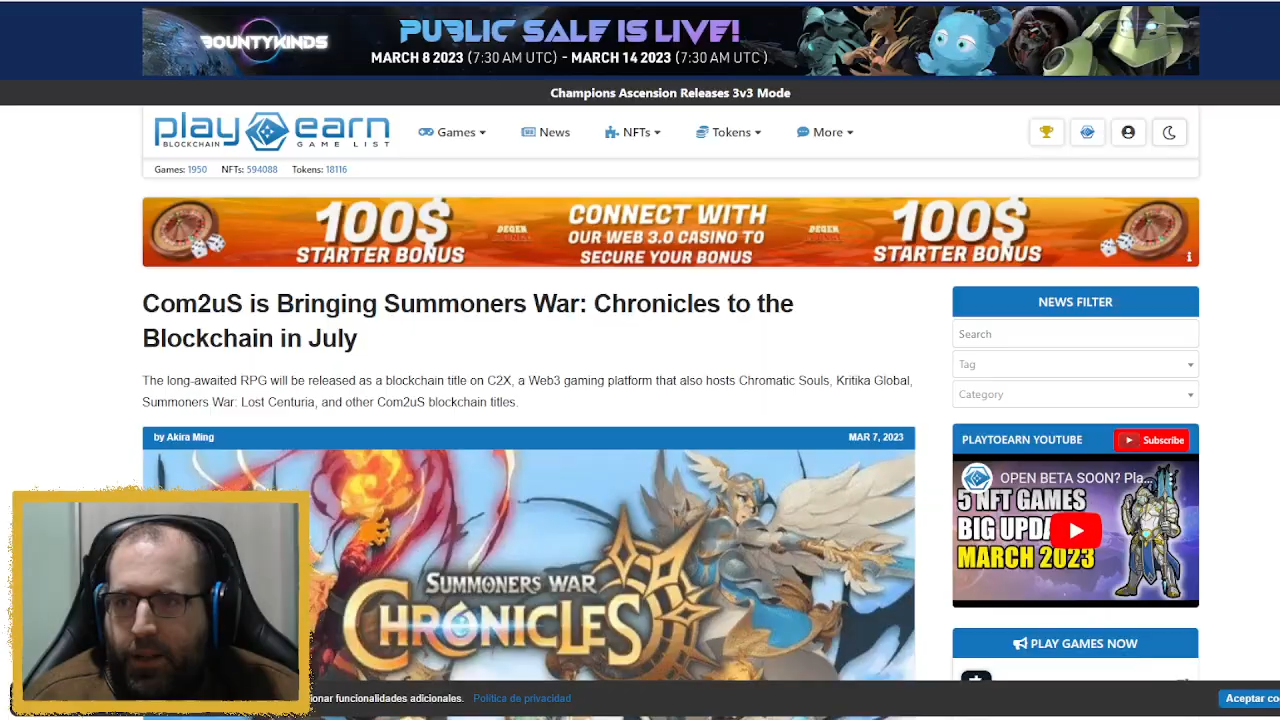 BOUNTYKINDS
PUBLIC SALE IS LIVE!
MARCH 8 2023 (7:30 AM UTC) - MARCH 14 2023 (7:30 AM UTC )
Champions Ascension Releases 3v3 Mode
play earn
BLOCKCHAIN GAME LIST
Games
News
NFTs
Tokens
More
Games: 1950 NFTs: 594088 Tokens: 18116
100$
STARTER BONUS
CONNECT WITH
OUR WEB 3.0 CASINO TO
SECURE YOUR BONUS
100$
STARTER BONUS
Com2uS is Bringing Summoners War: Chronicles to the
Blockchain in July
The long-awaited RPG will be released as a blockchain title on C2X, a Web3 gaming platform that also hosts Chromatic Souls, Kritika Global,
Summoners War: Lost Centuria, and other Com2uS blockchain titles.
by Akira Ming
MAR 7, 2023
SUMMONERS WAR
CHRONICLES
NEWS FILTER
Search
Tag
Category
PLAYTOEARN YOUTUBE
Subscribe
OPEN BETA SOON? Pla...
5 NFT GAMES
BIG UPDA
MARCH 2023
PLAY GAMES NOW
ionar funcionalidades adicionales. Política de privacidad
Aceptar co